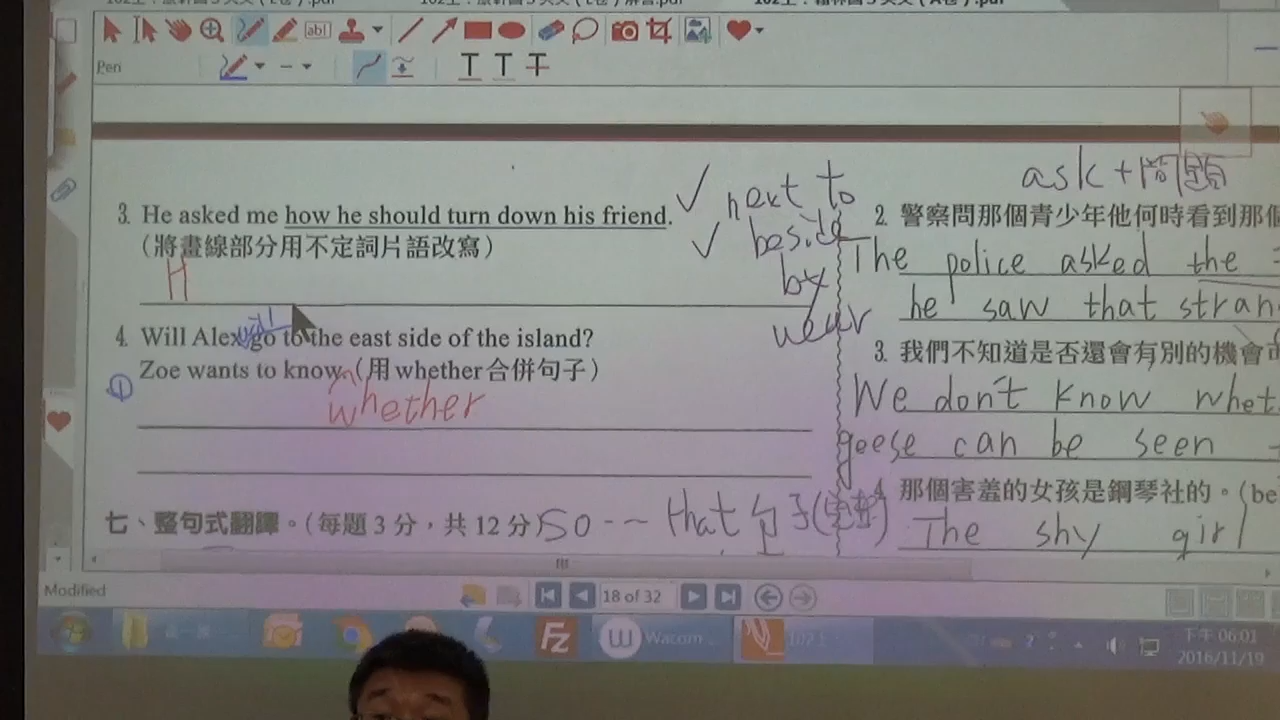 Pen
T T T
3. He asked me how he should turn down his friend.
(將畫線部分用不定詞片語改寫)
H
4. Will Alex go to the east side of the island?
Zoe wants to know. (用 whether 合併句子)
①
whether
七、整句式翻譯。(每題 3 分，共 12 分)
so -- that 句子
✓ next to
✓ beside
by
near
ask + 問題
2. 警察問那個青少年他何時看到那個
The police asked the
he saw that stran
3. 我們不知道是否還會有別的機會可
We don't know whet
geese can be seen
4. 那個害羞的女孩是鋼琴社的。(be
The shy girl
Modified
18 of 32
Wacom
下午 06:01
2016/11/19